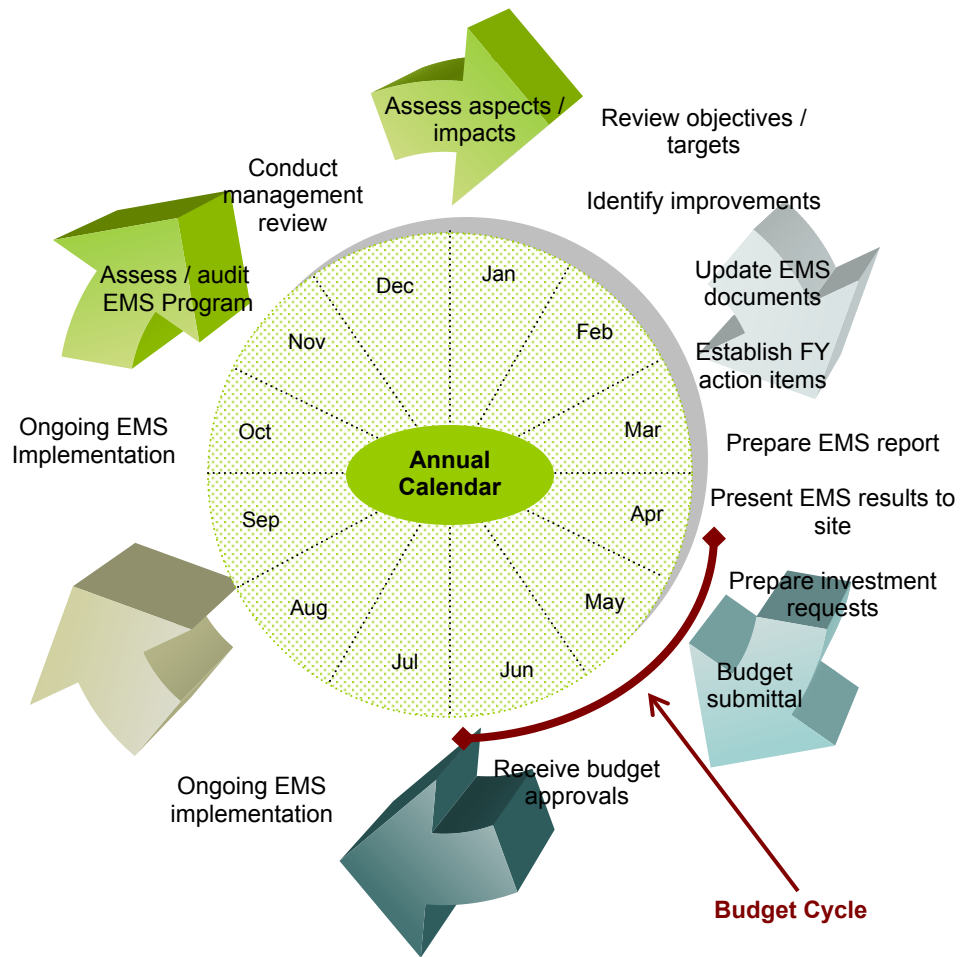 Assess aspects /
impacts
Review objectives /
targets
Identify improvements
Update EMS
documents
Establish FY
action items
Prepare EMS report
Present EMS results to
site
Prepare investment
requests
Budget
submittal
Budget Cycle
Receive budget
approvals
Ongoing EMS
implementation
Ongoing EMS
Implementation
Assess / audit
EMS Program
Conduct
management
review
Jan
Feb
Mar
Apr
May
Jun
Jul
Aug
Sep
Oct
Nov
Dec
Annual
Calendar